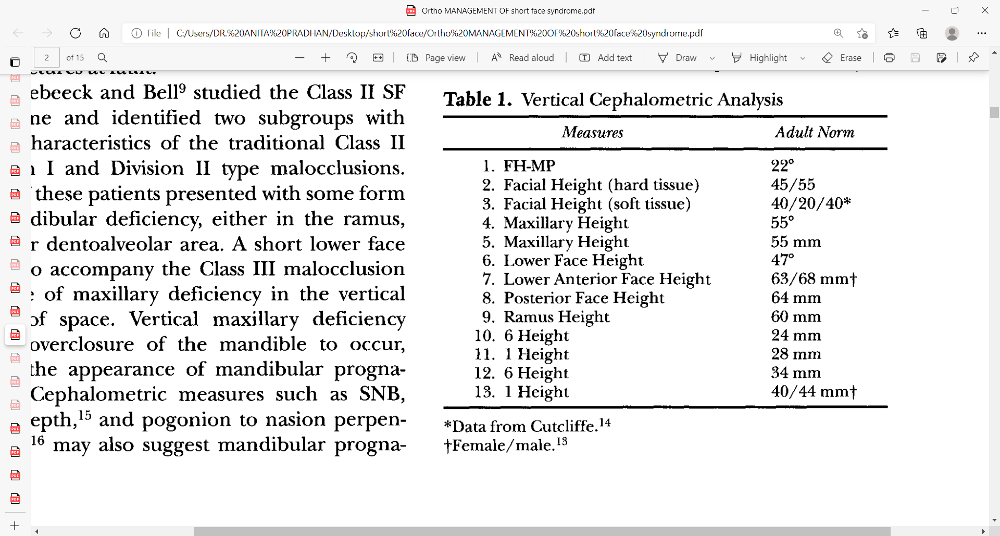 Ortho MANAGEMENT OF short face syndrome.pdf
File
C:/Users/DR.%20ANITA%20PRADHAN/Desktop/short%20face/Ortho%20MANAGEMENT%20OF%20short%20face%20syndrome.pdf
2 of 15
Page view
Read aloud
Add text
Draw
Highlight
Erase
ebeeck and Bell⁹ studied the Class II SF
ne and identified two subgroups with
haracteristics of the traditional Class II
I and Division II type malocclusions.
these patients presented with some form
dibular deficiency, either in the ramus,
r dentoalveolar area. A short lower face
o accompany the Class III malocclusion
of maxillary deficiency in the vertical
of space. Vertical maxillary deficiency
overclosure of the mandible to occur,
the appearance of mandibular progna-
Cephalometric measures such as SNB,
epth,¹⁵ and pogonion to nasion perpen-
¹⁶ may also suggest mandibular progna-
Table 1. Vertical Cephalometric Analysis
Measures Adult Norm
1. FH-MP 22°
2. Facial Height (hard tissue) 45/55
3. Facial Height (soft tissue) 40/20/40*
4. Maxillary Height 55°
5. Maxillary Height 55 mm
6. Lower Face Height 47°
7. Lower Anterior Face Height 63/68 mm†
8. Posterior Face Height 64 mm
9. Ramus Height 60 mm
10. 6 Height 24 mm
11. 1 Height 28 mm
12. 6 Height 34 mm
13. 1 Height 40/44 mm†
*Data from Cutcliffe.¹⁴
†Female/male.¹³